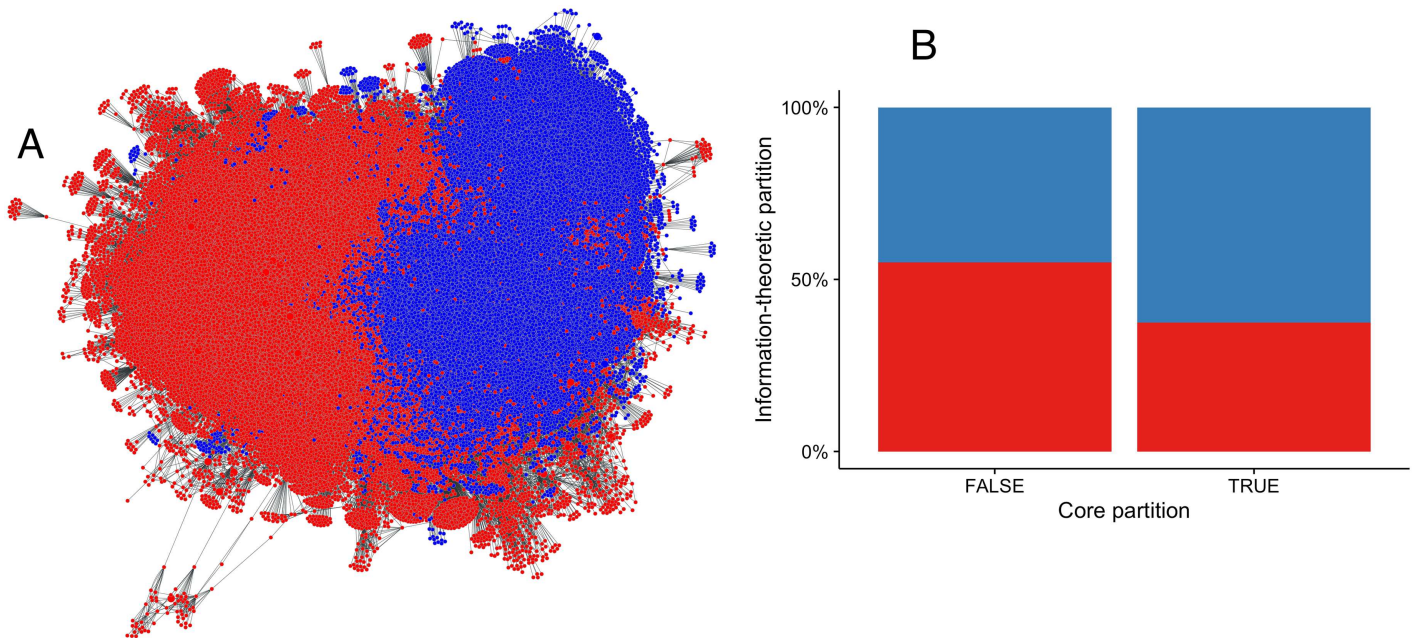 A
B
Information-theoretic partition
100%
50%
0%
FALSE
TRUE
Core partition